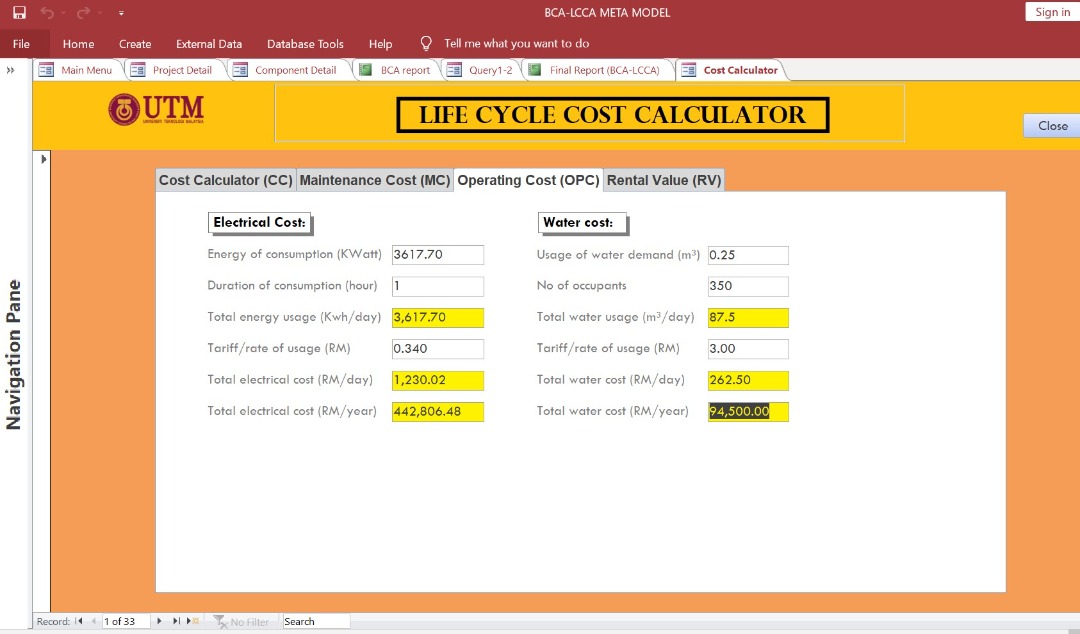 BCA-LCCA META MODEL
Sign in
File Home Create External Data Database Tools Help Tell me what you want to do
Main Menu Project Detail Component Detail BCA report Query1-2 Final Report (BCA-LCCA) Cost Calculator
UTM
UNIVERSITI TEKNOLOGI MALAYSIA
LIFE CYCLE COST CALCULATOR
Close
Navigation Pane
Cost Calculator (CC) Maintenance Cost (MC) Operating Cost (OPC) Rental Value (RV)
Electrical Cost: Water cost:
Energy of consumption (KWatt) 3617.70 Usage of water demand (m³) 0.25
Duration of consumption (hour) 1 No of occupants 350
Total energy usage (Kwh/day) 3,617.70 Total water usage (m³/day) 87.5
Tariff/rate of usage (RM) 0.340 Tariff/rate of usage (RM) 3.00
Total electrical cost (RM/day) 1,230.02 Total water cost (RM/day) 262.50
Total electrical cost (RM/year) 442,806.48 Total water cost (RM/year) 94,500.00
Record: 1 of 33 No Filter Search